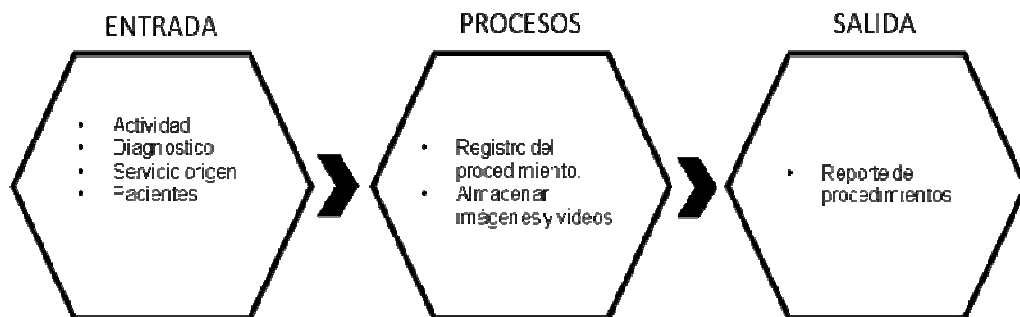 ENTRADA
• Actividad
• Diagnostico
• Servicio origen
• Pacientes
PROCESOS
• Registro del
procedimiento.
• Almacenar
imágenes y videos
SALIDA
• Reporte de
procedimientos